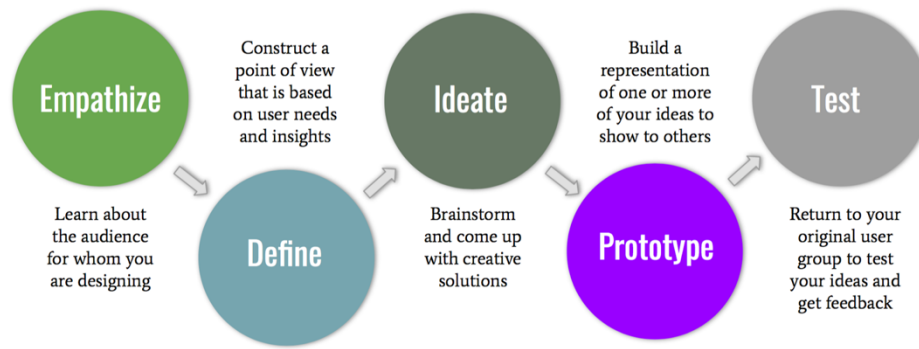 Empathize
Learn about
the audience
for whom you
are designing
Construct a
point of view
that is based
on user needs
and insights
Define
Ideate
Brainstorm
and come up
with creative
solutions
Build a
representation
of one or more
of your ideas to
show to others
Prototype
Test
Return to your
original user
group to test
your ideas and
get feedback